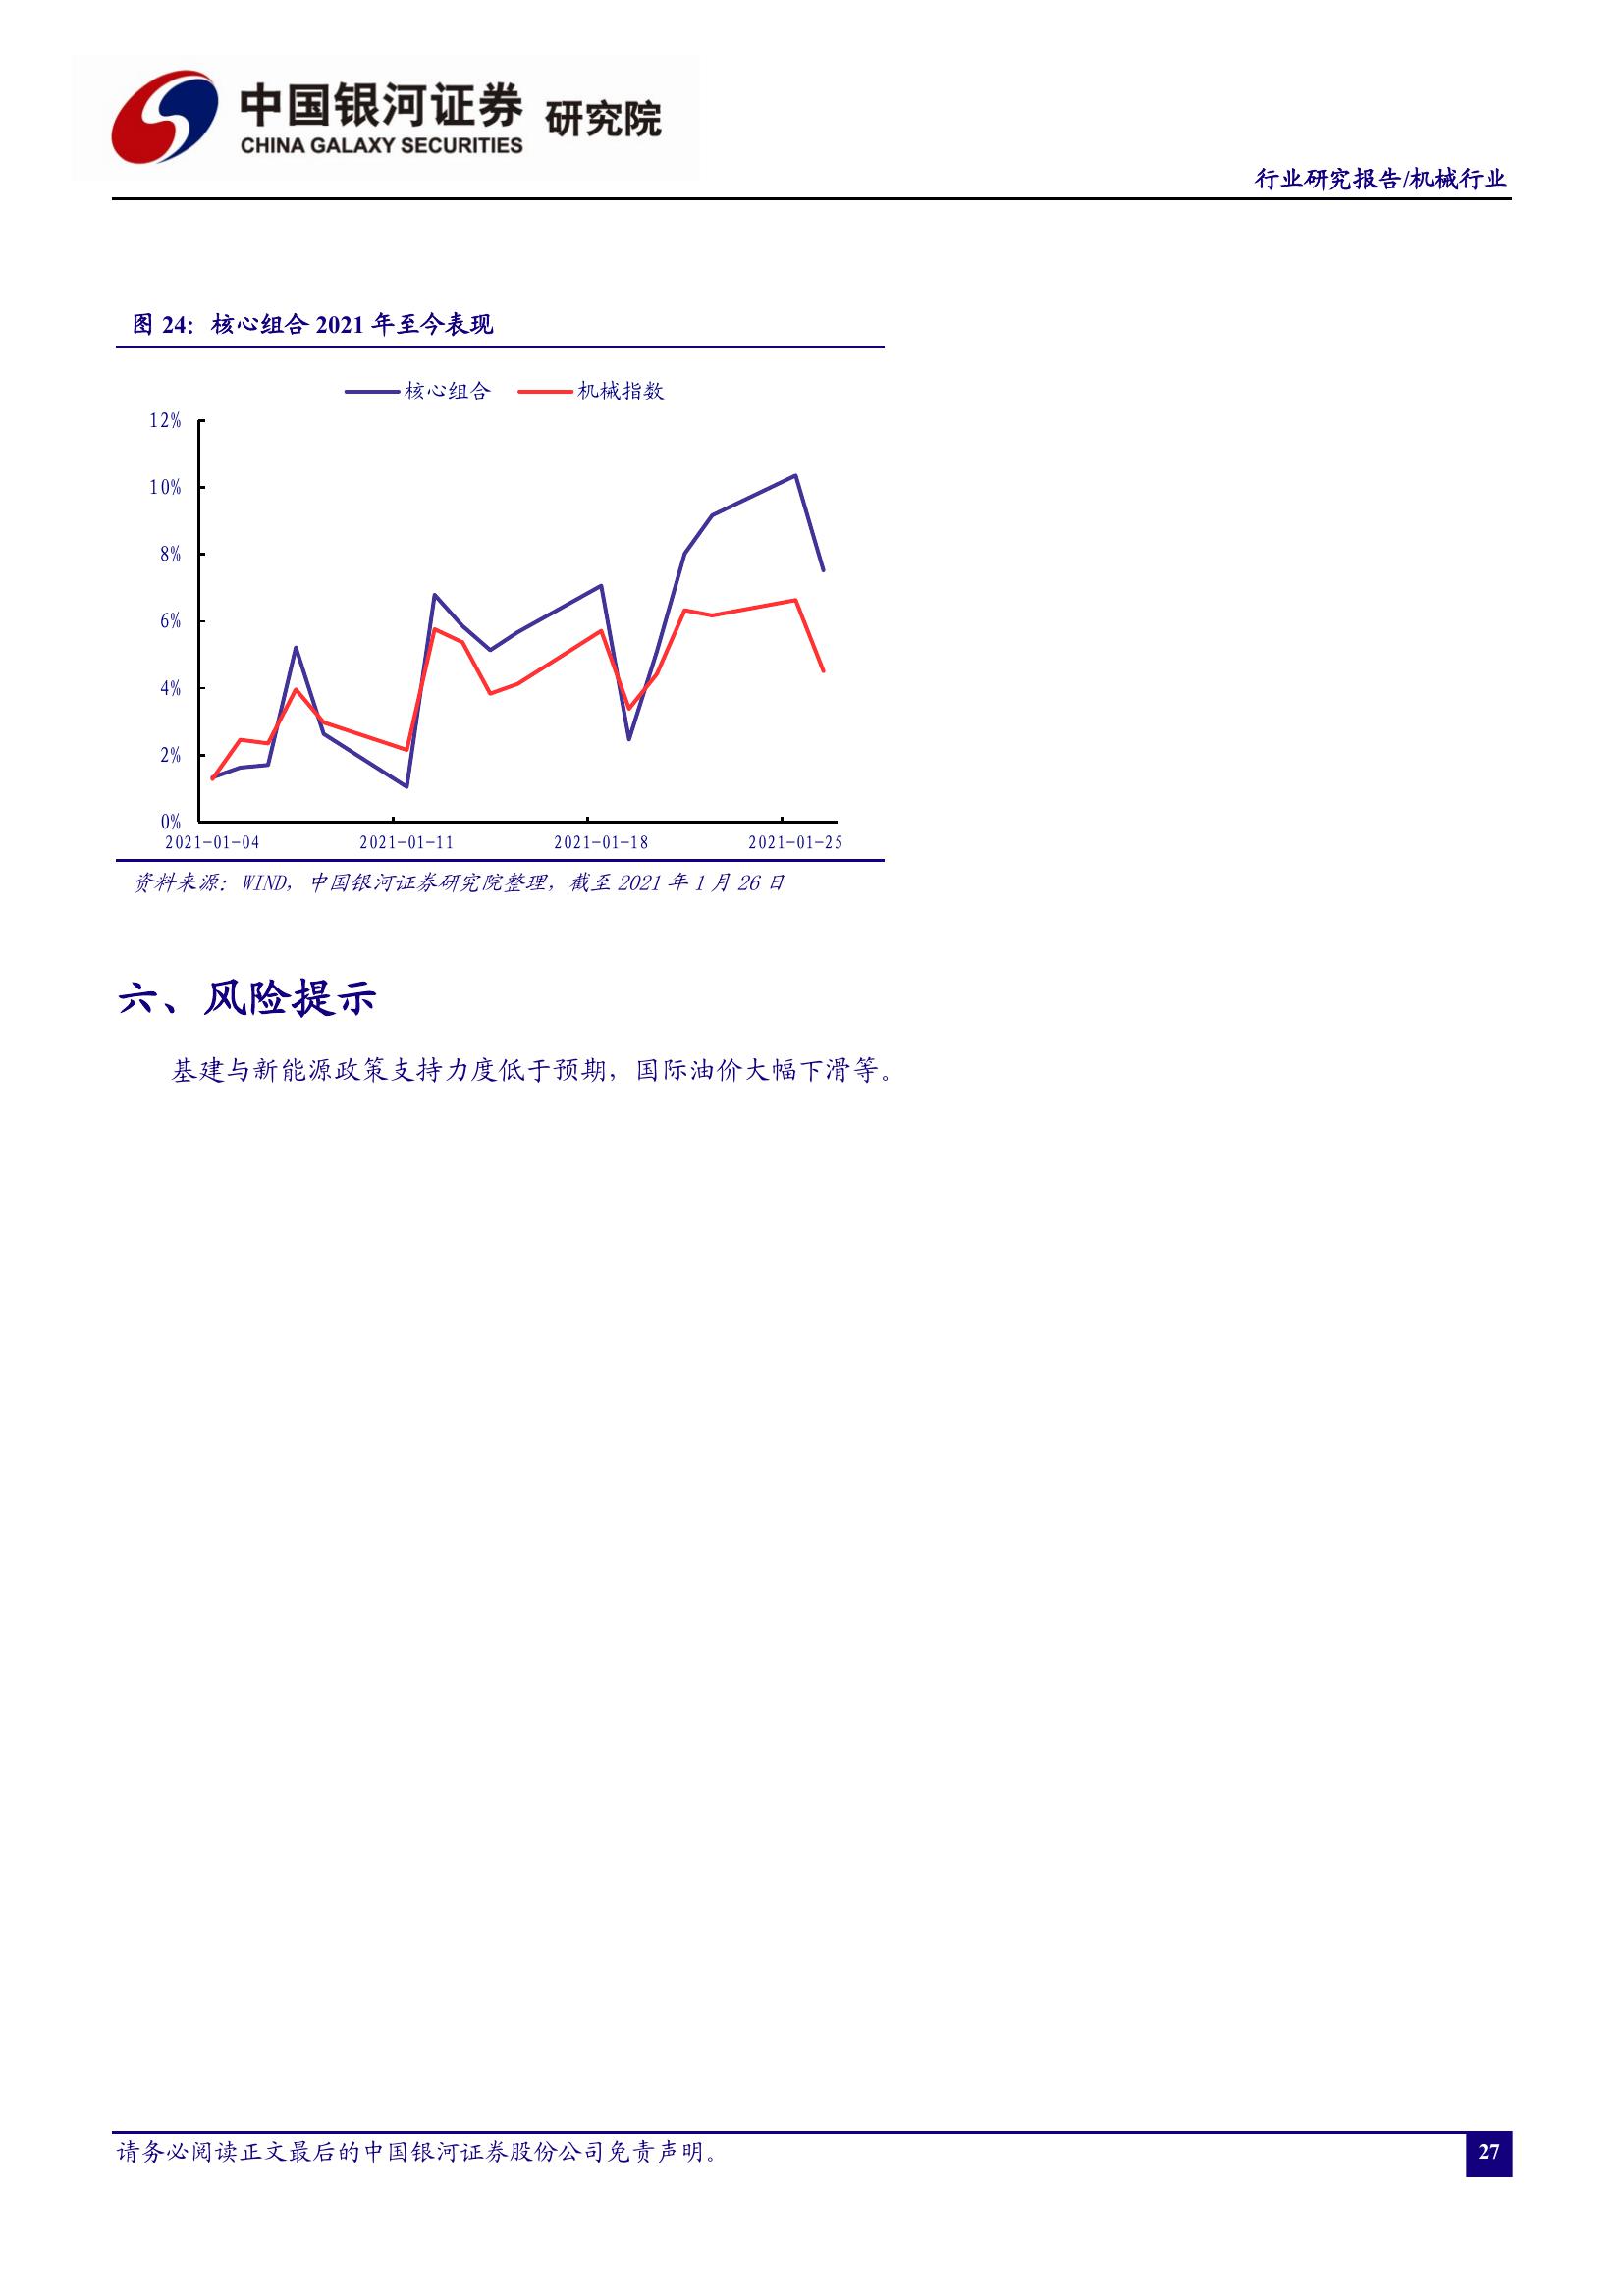 中国银河证券 研究院
CHINA GALAXY SECURITIES
行业研究报告/机械行业
图 24：核心组合 2021 年至今表现
核心组合 机械指数
12%
10%
8%
6%
4%
2%
0%
2021-01-04 2021-01-11 2021-01-18 2021-01-25
资料来源：WIND，中国银河证券研究院整理，截至 2021 年 1 月 26 日
六、风险提示
基建与新能源政策支持力度低于预期，国际油价大幅下滑等。
请务必阅读正文最后的中国银河证券股份公司免责声明。
27